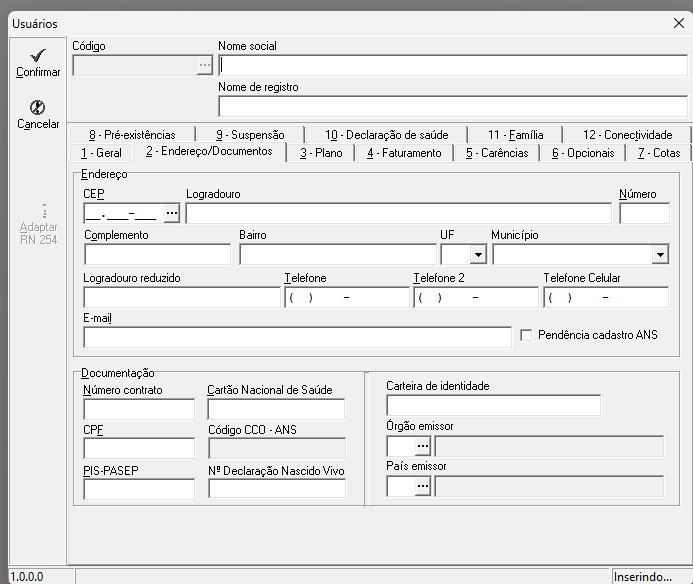 Usuários
Confirmar
Cancelar
Adaptar
RN 254
Código
...
Nome social
Nome de registro
8 - Pré-existências
9 - Suspensão
10 - Declaração de saúde
11 - Família
12 - Conectividade
1 - Geral
2 - Endereço/Documentos
3 - Plano
4 - Faturamento
5 - Carências
6 - Opcionais
7 - Cotas
Endereço
CEP
Logradouro
Número
__.___-___ ...
Complemento
Bairro
UF
Município
Logradouro reduzido
Telefone
Telefone 2
Telefone Celular
( ) -
( ) -
( ) -
E-mail
Pendência cadastro ANS
Documentação
Número contrato
Cartão Nacional de Saúde
Carteira de identidade
CPF
Código CCO - ANS
Órgão emissor
...
PIS-PASEP
Nº Declaração Nascido Vivo
País emissor
...
1.0.0.0
Inserindo...